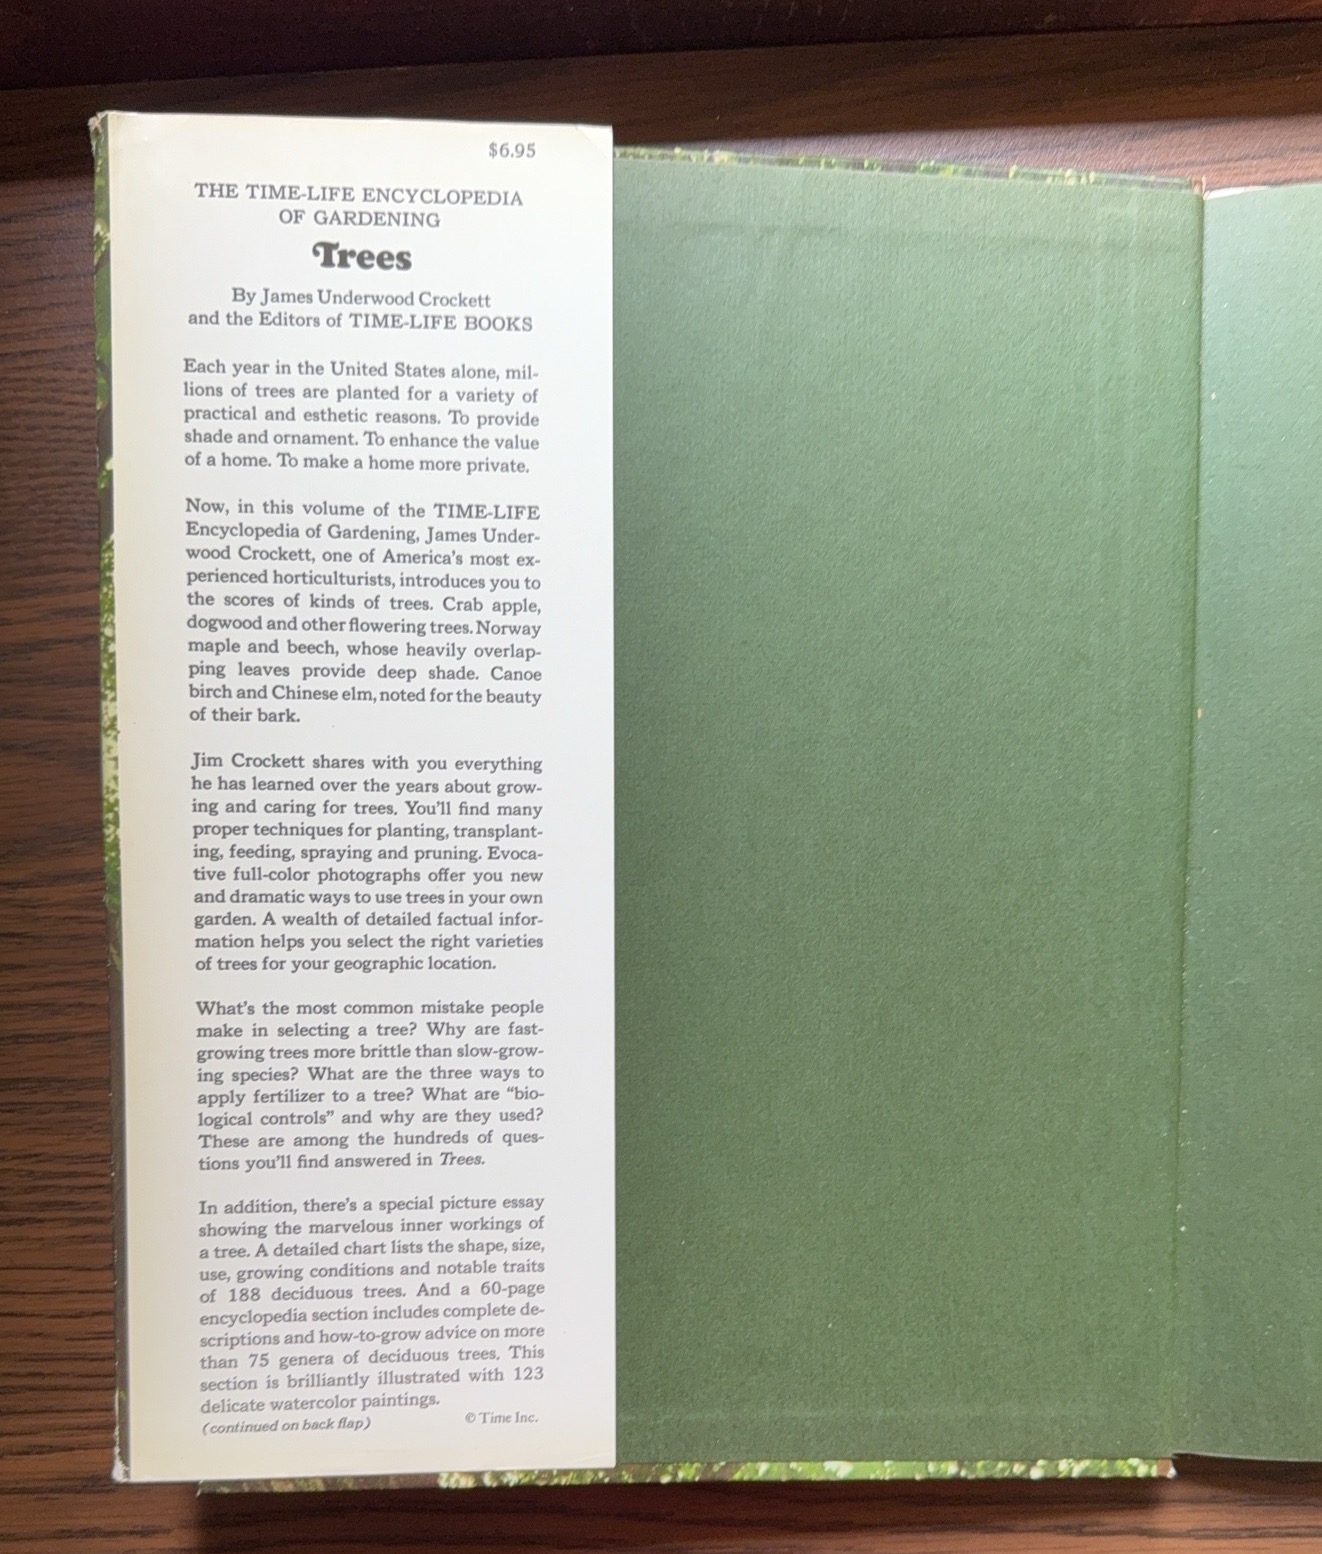 $6.95
THE TIME-LIFE ENCYCLOPEDIA
OF GARDENING
Trees
By James Underwood Crockett
and the Editors of TIME-LIFE BOOKS
Each year in the United States alone, mil-
lions of trees are planted for a variety of
practical and esthetic reasons. To provide
shade and ornament. To enhance the value
of a home. To make a home more private.
Now, in this volume of the TIME-LIFE
Encyclopedia of Gardening, James Under-
wood Crockett, one of America's most ex-
perienced horticulturists, introduces you to
the scores of kinds of trees. Crab apple,
dogwood and other flowering trees. Norway
maple and beech, whose heavily overlap-
ping leaves provide deep shade. Canoe
birch and Chinese elm, noted for the beauty
of their bark.
Jim Crockett shares with you everything
he has learned over the years about grow-
ing and caring for trees. You'll find many
proper techniques for planting, transplant-
ing, feeding, spraying and pruning. Evoca-
tive full-color photographs offer you new
and dramatic ways to use trees in your own
garden. A wealth of detailed factual infor-
mation helps you select the right varieties
of trees for your geographic location.
What's the most common mistake people
make in selecting a tree? Why are fast-
growing trees more brittle than slow-grow-
ing species? What are the three ways to
apply fertilizer to a tree? What are “bio-
logical controls” and why are they used?
These are among the hundreds of ques-
tions you'll find answered in Trees.
In addition, there's a special picture essay
showing the marvelous inner workings of
a tree. A detailed chart lists the shape, size,
use, growing conditions and notable traits
of 188 deciduous trees. And a 60-page
encyclopedia section includes complete de-
scriptions and how-to-grow advice on more
than 75 genera of deciduous trees. This
section is brilliantly illustrated with 123
delicate watercolor paintings.
(continued on back flap) © Time Inc.